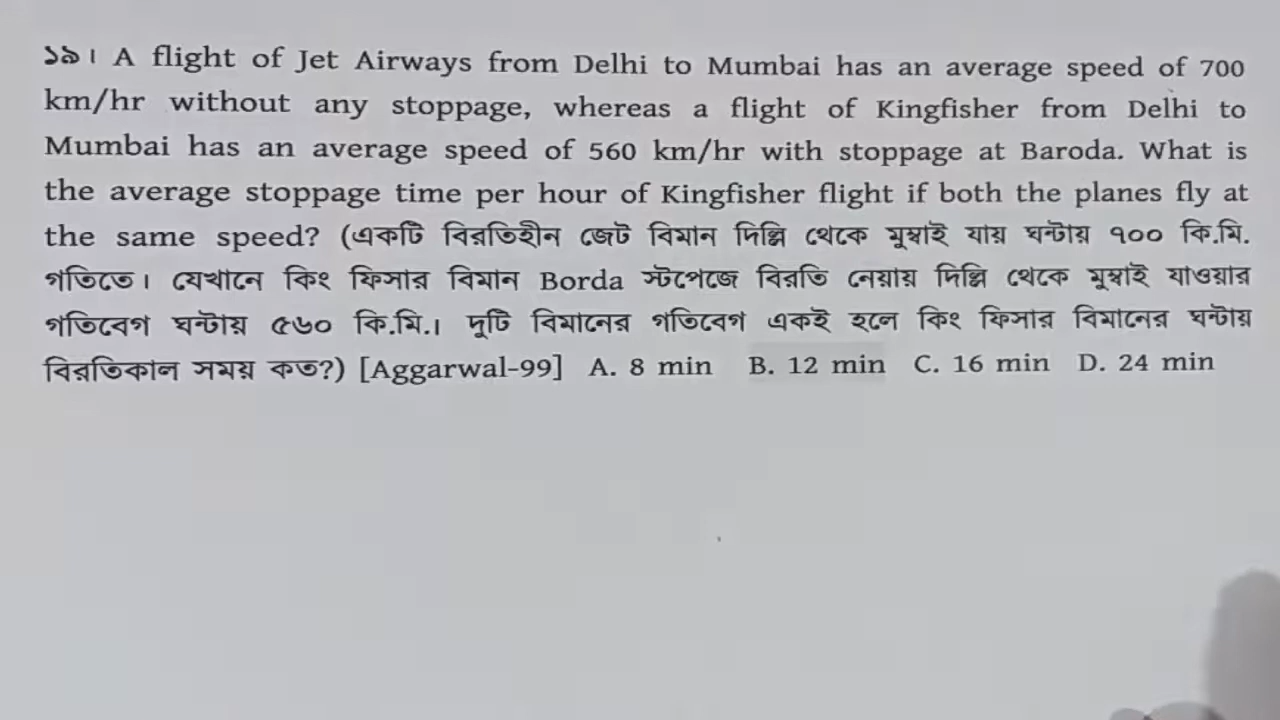 ১৯। A flight of Jet Airways from Delhi to Mumbai has an average speed of 700
km/hr without any stoppage, whereas a flight of Kingfisher from Delhi to
Mumbai has an average speed of 560 km/hr with stoppage at Baroda. What is
the average stoppage time per hour of Kingfisher flight if both the planes fly at
the same speed? (একটি বিরতিহীন জেট বিমান দিল্লি থেকে মুম্বাই যায় ঘন্টায় ৭০০ কি.মি.
গতিতে। যেখানে কিং ফিসার বিমান Borda স্টপেজে বিরতি নেয়ায় দিল্লি থেকে মুম্বাই যাওয়ার
গতিবেগ ঘন্টায় ৫৬০ কি.মি.। দুটি বিমানের গতিবেগ একই হলে কিং ফিসার বিমানের ঘন্টায়
বিরতিকাল সময় কত?) [Aggarwal-99] A. 8 min B. 12 min C. 16 min D. 24 min